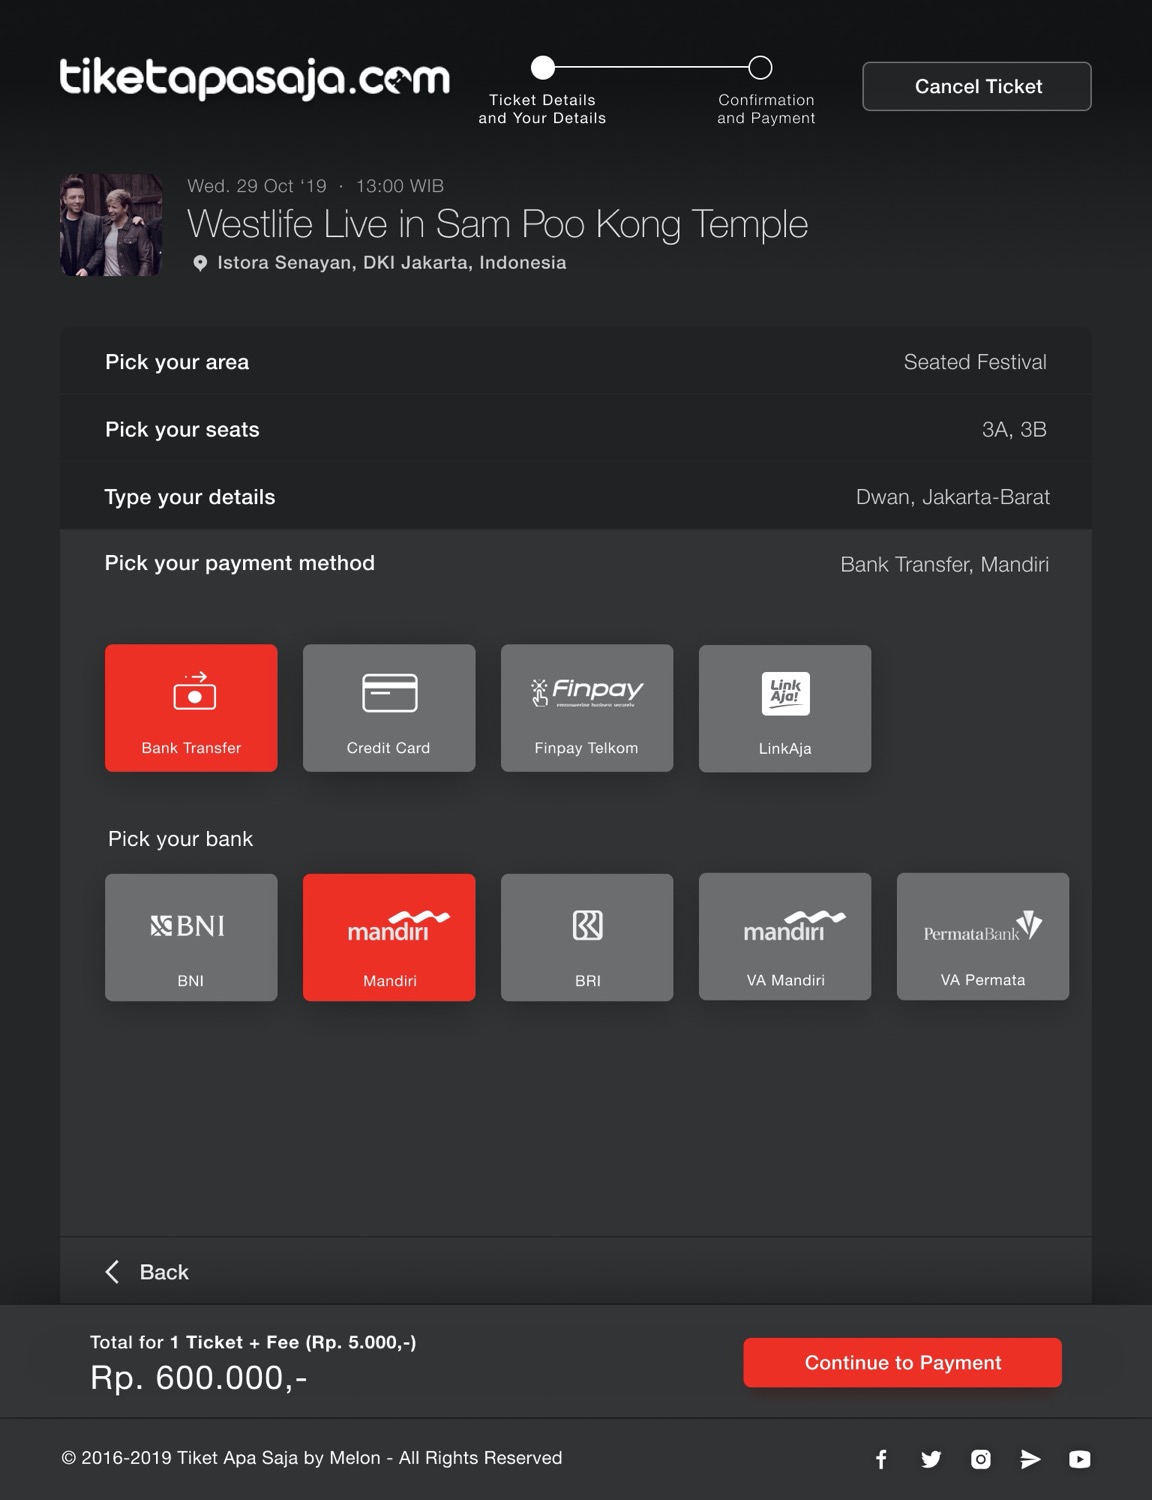 tiketapasaja.com
Ticket Details
and Your Details
Confirmation
and Payment
Cancel Ticket
Wed. 29 Oct ‘19 · 13:00 WIB
Westlife Live in Sam Poo Kong Temple
Istora Senayan, DKI Jakarta, Indonesia
Pick your area
Seated Festival
Pick your seats
3A, 3B
Type your details
Dwan, Jakarta-Barat
Pick your payment method
Bank Transfer, Mandiri
Bank Transfer
Credit Card
Finpay
empowering business securely
Finpay Telkom
Link
Aja!
LinkAja
Pick your bank
BNI
BNI
mandiri
Mandiri
BRI
mandiri
VA Mandiri
PermataBank
VA Permata
Back
Total for 1 Ticket + Fee (Rp. 5.000,-)
Rp. 600.000,-
Continue to Payment
© 2016-2019 Tiket Apa Saja by Melon - All Rights Reserved